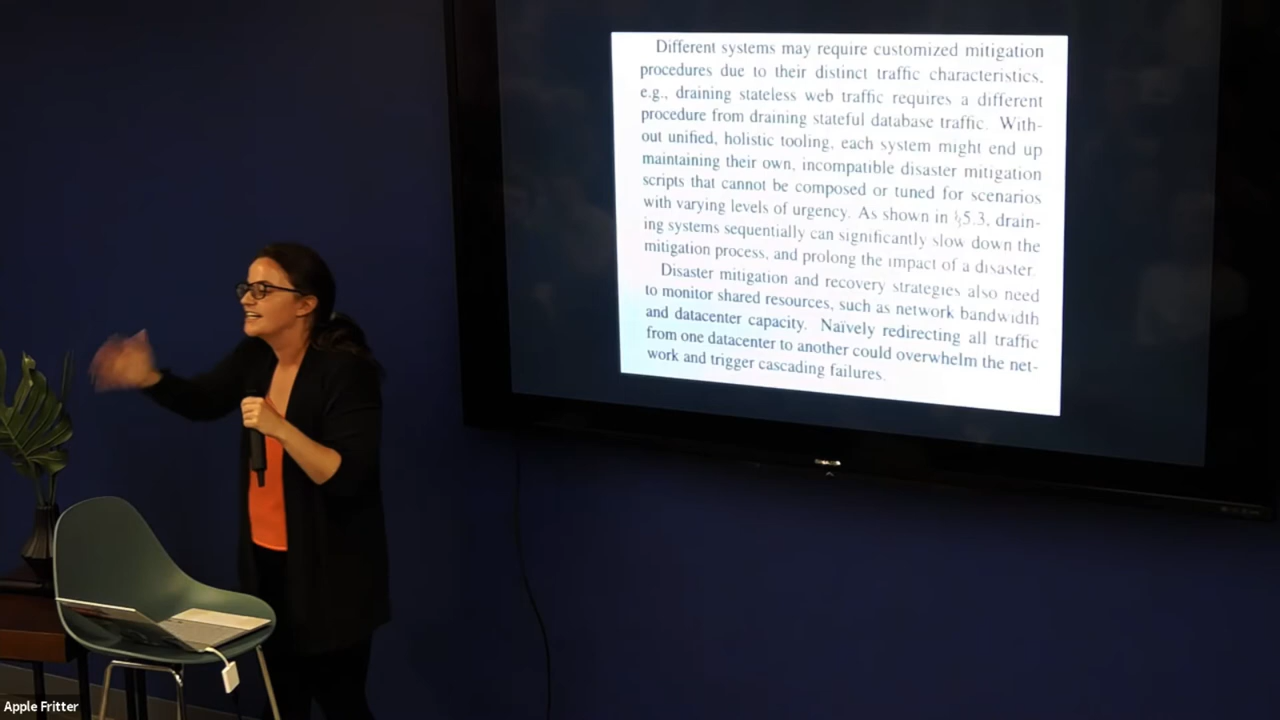 Different systems may require customized mitigation
procedures due to their distinct traffic characteristics,
e.g., draining stateless web traffic requires a different
procedure from draining stateful database traffic. With-
out unified, holistic tooling, each system might end up
maintaining their own, incompatible disaster mitigation
scripts that cannot be composed or tuned for scenarios
with varying levels of urgency. As shown in §5.3, drain-
ing systems sequentially can significantly slow down the
mitigation process, and prolong the impact of a disaster.
Disaster mitigation and recovery strategies also need
to monitor shared resources, such as network bandwidth
and datacenter capacity. Naïvely redirecting all traffic
from one datacenter to another could overwhelm the net-
work and trigger cascading failures.
Apple Fritter